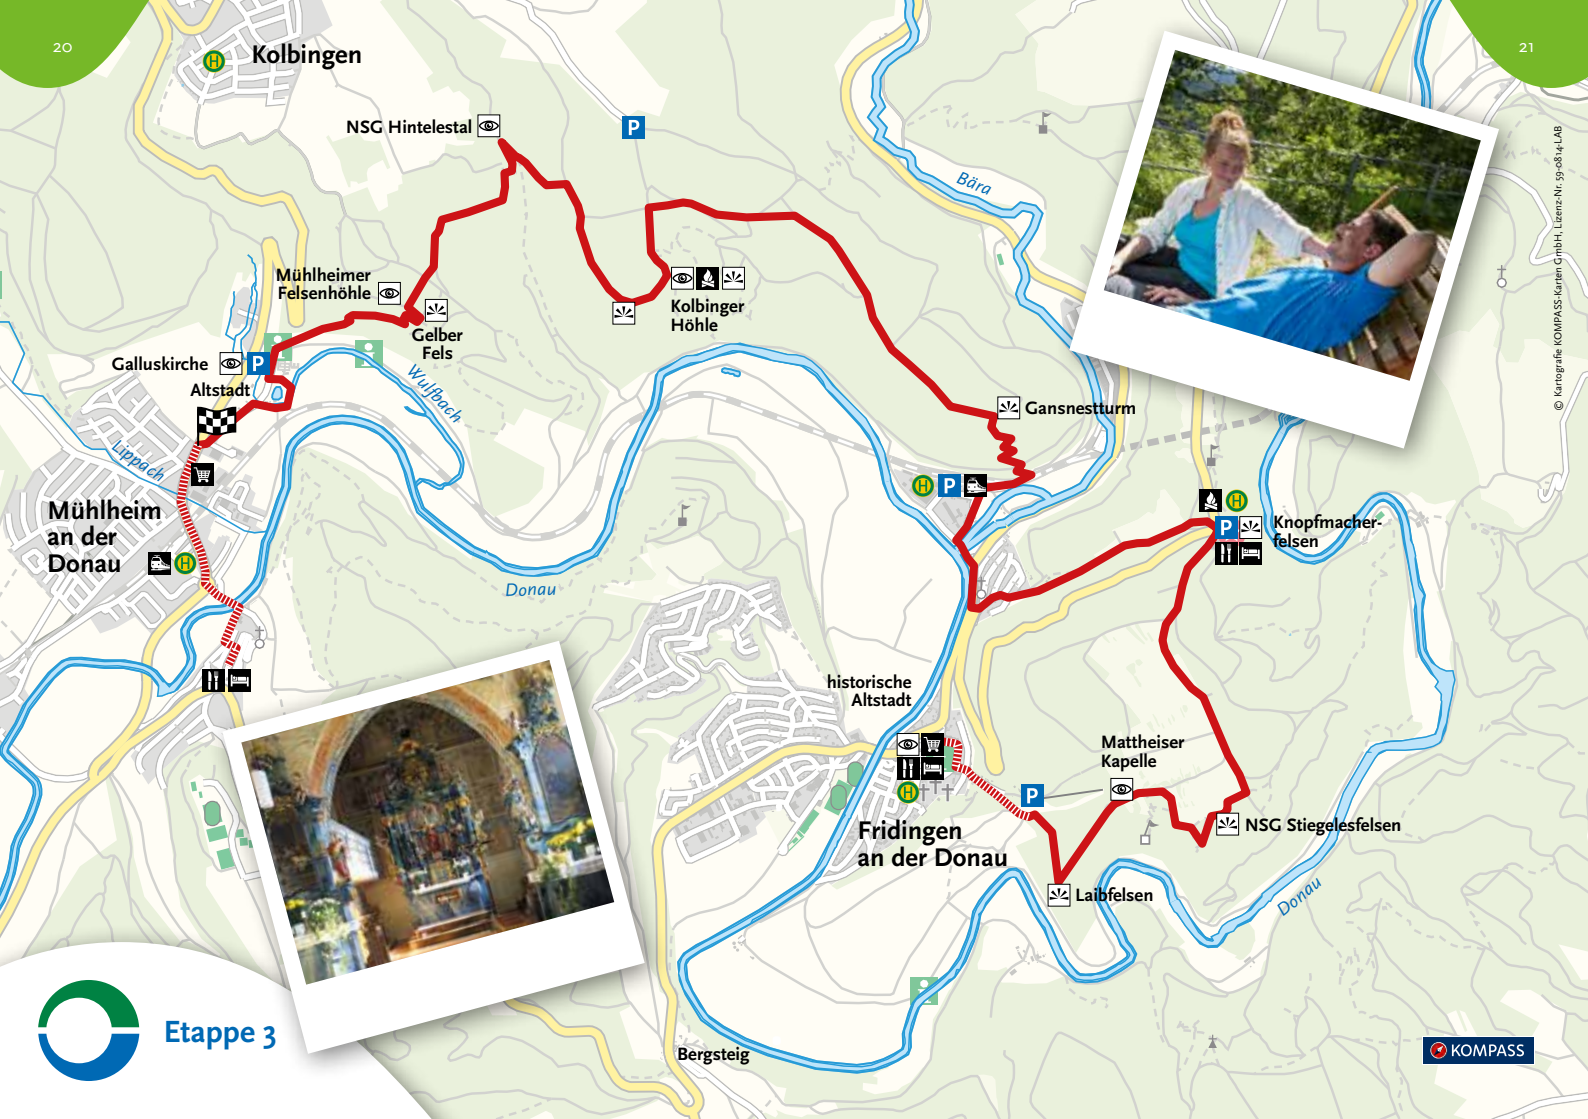 20
21
Kolbingen
H
NSG Hintelestal
P
Bära
© Kartografie KOMPASS-Karten GmbH, Lizenz-Nr. 59-0814-LAB
Mühlheimer
Felsenhöhle
Gelber
Fels
Kolbinger
Höhle
Galluskirche
P
Altstadt
Wulfbach
Lippach
Gansnestturm
H
P
Mühlheim
an der
Donau
H
H
P
Knopfmacher-
felsen
Donau
historische
Altstadt
H
Mattheiser
Kapelle
P
Fridingen
an der Donau
NSG Stiegelesfelsen
Laibfelsen
Donau
Bergsteig
Etappe 3
KOMPASS